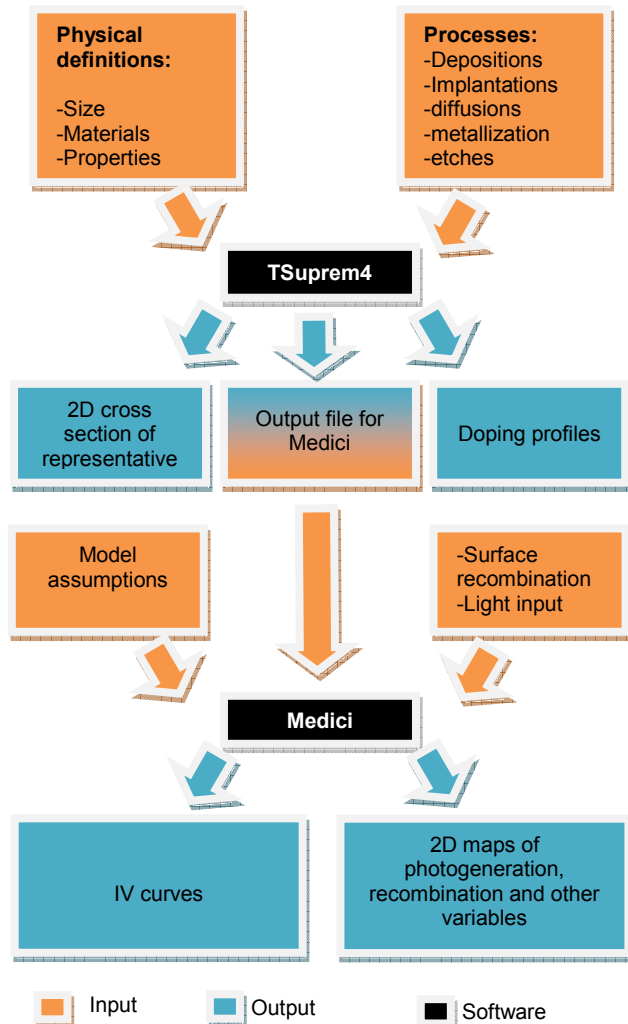 Physical
definitions:
-Size
-Materials
-Properties
Processes:
-Depositions
-Implantations
-diffusions
-metallization
-etches
TSuprem4
2D cross
section of
representative
Output file for
Medici
Doping profiles
Model
assumptions
-Surface
recombination
-Light input
Medici
IV curves
2D maps of
photogeneration,
recombination and other
variables
Input
Output
Software